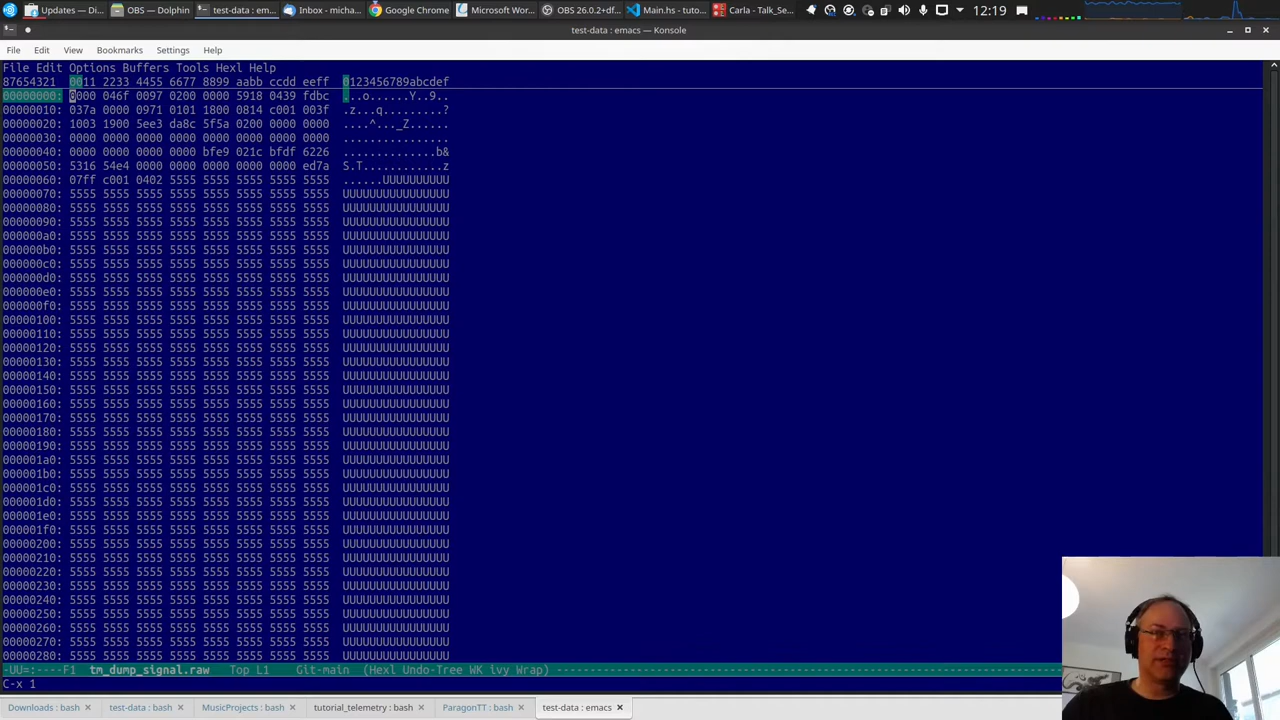 Updates — Di...
OBS — Dolphin
test-data : em...
Inbox - micha...
Google Chrome
Microsoft Wor...
OBS 26.0.2+df...
Main.hs - tuto...
Carla - Talk_Se...
12:19
test-data : emacs — Konsole
File Edit View Bookmarks Settings Help
File Edit Options Buffers Tools Hexl Help
87654321  0011 2233 4455 6677 8899 aabb ccdd eeff  0123456789abcdef
00000000: 0000 046f 0097 0200 0000 5918 0439 fdbc  ...o......Y..9..
00000010: 037a 0000 0971 0101 1800 0814 c001 003f  .z...q.........?
00000020: 1003 1900 5ee3 da8c 5f5a 0200 0000 0000  ....^..._Z......
00000030: 0000 0000 0000 0000 0000 0000 0000 0000  ................
00000040: 0000 0000 0000 0000 bfe9 021c bfdf 6226  ..............b&
00000050: 5316 54e4 0000 0000 0000 0000 0000 ed7a  S.T............z
00000060: 07ff c001 0402 5555 5555 5555 5555 5555  ......UUUUUUUUUU
00000070: 5555 5555 5555 5555 5555 5555 5555 5555  UUUUUUUUUUUUUUUU
00000080: 5555 5555 5555 5555 5555 5555 5555 5555  UUUUUUUUUUUUUUUU
00000090: 5555 5555 5555 5555 5555 5555 5555 5555  UUUUUUUUUUUUUUUU
000000a0: 5555 5555 5555 5555 5555 5555 5555 5555  UUUUUUUUUUUUUUUU
000000b0: 5555 5555 5555 5555 5555 5555 5555 5555  UUUUUUUUUUUUUUUU
000000c0: 5555 5555 5555 5555 5555 5555 5555 5555  UUUUUUUUUUUUUUUU
000000d0: 5555 5555 5555 5555 5555 5555 5555 5555  UUUUUUUUUUUUUUUU
000000e0: 5555 5555 5555 5555 5555 5555 5555 5555  UUUUUUUUUUUUUUUU
000000f0: 5555 5555 5555 5555 5555 5555 5555 5555  UUUUUUUUUUUUUUUU
00000100: 5555 5555 5555 5555 5555 5555 5555 5555  UUUUUUUUUUUUUUUU
00000110: 5555 5555 5555 5555 5555 5555 5555 5555  UUUUUUUUUUUUUUUU
00000120: 5555 5555 5555 5555 5555 5555 5555 5555  UUUUUUUUUUUUUUUU
00000130: 5555 5555 5555 5555 5555 5555 5555 5555  UUUUUUUUUUUUUUUU
00000140: 5555 5555 5555 5555 5555 5555 5555 5555  UUUUUUUUUUUUUUUU
00000150: 5555 5555 5555 5555 5555 5555 5555 5555  UUUUUUUUUUUUUUUU
00000160: 5555 5555 5555 5555 5555 5555 5555 5555  UUUUUUUUUUUUUUUU
00000170: 5555 5555 5555 5555 5555 5555 5555 5555  UUUUUUUUUUUUUUUU
00000180: 5555 5555 5555 5555 5555 5555 5555 5555  UUUUUUUUUUUUUUUU
00000190: 5555 5555 5555 5555 5555 5555 5555 5555  UUUUUUUUUUUUUUUU
000001a0: 5555 5555 5555 5555 5555 5555 5555 5555  UUUUUUUUUUUUUUUU
000001b0: 5555 5555 5555 5555 5555 5555 5555 5555  UUUUUUUUUUUUUUUU
000001c0: 5555 5555 5555 5555 5555 5555 5555 5555  UUUUUUUUUUUUUUUU
000001d0: 5555 5555 5555 5555 5555 5555 5555 5555  UUUUUUUUUUUUUUUU
000001e0: 5555 5555 5555 5555 5555 5555 5555 5555  UUUUUUUUUUUUUUUU
000001f0: 5555 5555 5555 5555 5555 5555 5555 5555  UUUUUUUUUUUUUUUU
00000200: 5555 5555 5555 5555 5555 5555 5555 5555  UUUUUUUUUUUUUUUU
00000210: 5555 5555 5555 5555 5555 5555 5555 5555  UUUUUUUUUUUUUUUU
00000220: 5555 5555 5555 5555 5555 5555 5555 5555  UUUUUUUUUUUUUUUU
00000230: 5555 5555 5555 5555 5555 5555 5555 5555  UUUUUUUUUUUUUUUU
00000240: 5555 5555 5555 5555 5555 5555 5555 5555  UUUUUUUUUUUUUUUU
00000250: 5555 5555 5555 5555 5555 5555 5555 5555  UUUUUUUUUUUUUUUU
00000260: 5555 5555 5555 5555 5555 5555 5555 5555  UUUUUUUUUUUUUUUU
00000270: 5555 5555 5555 5555 5555 5555 5555 5555  UUUUUUUUUUUUUUUU
00000280: 5555 5555 5555 5555 5555 5555 5555 5555  UUUUUUUUUUUUUUUU
-UU=:----F1  tm_dump_signal.raw   Top L1   Git-main  (Hexl Undo-Tree WK ivy Wrap)----------
C-x 1
Downloads : bash
test-data : bash
MusicProjects : bash
tutorial_telemetry : bash
ParagonTT : bash
test-data : emacs